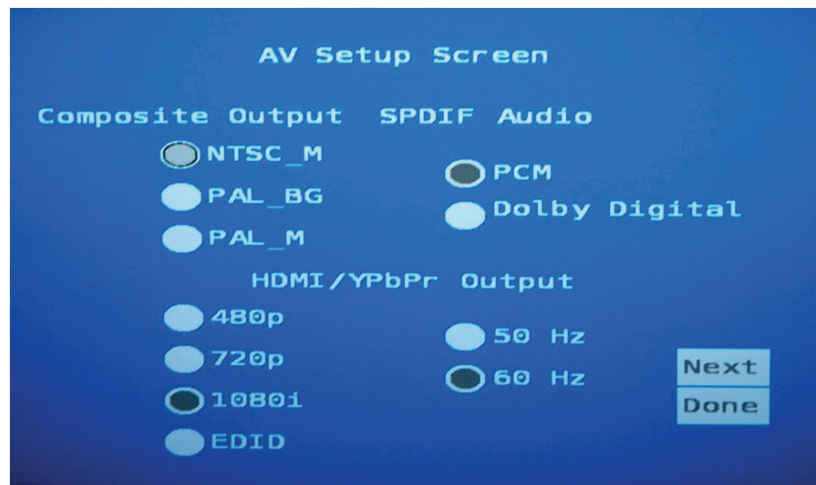 AV Setup Screen
Composite Output SPDIF Audio
NTSC_M
PAL_BG
PAL_M
PCM
Dolby Digital
HDMI/YPbPr Output
480p
720p
1080i
EDID
50 Hz
60 Hz
Next
Done